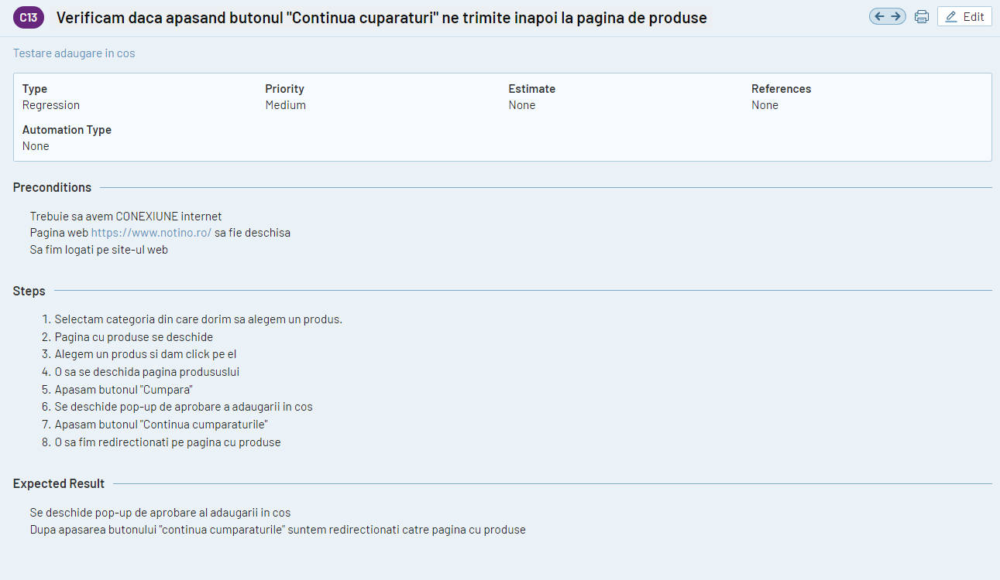 C13 Verificam daca apasand butonul "Continua cuparaturi" ne trimite inapoi la pagina de produse Edit
Testare adaugare in cos
Type Priority Estimate References
Regression Medium None None
Automation Type
None
Preconditions
Trebuie sa avem CONEXIUNE internet
Pagina web https://www.notino.ro/ sa fie deschisa
Sa fim logati pe site-ul web
Steps
1. Selectam categoria din care dorim sa alegem un produs.
2. Pagina cu produse se deschide
3. Alegem un produs si dam click pe el
4. O sa se deschida pagina prodususlui
5. Apasam butonul "Cumpara"
6. Se deschide pop-up de aprobare a adaugarii in cos
7. Apasam butonul "Continua cumparaturile"
8. O sa fim redirectionati pe pagina cu produse
Expected Result
Se deschide pop-up de aprobare al adaugarii in cos
Dupa apasarea butonului "continua cumparaturile" suntem redirectionati catre pagina cu produse